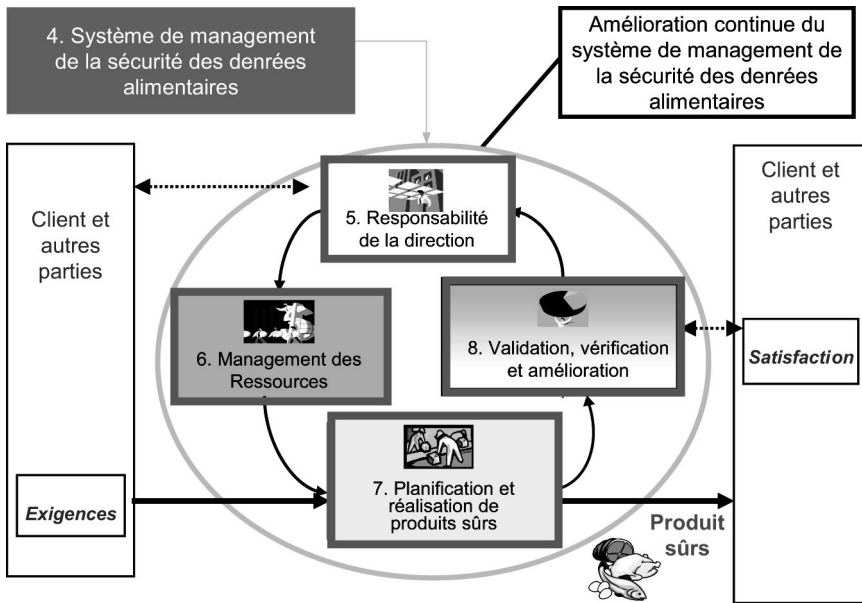 4. Système de management
de la sécurité des denrées
alimentaires
Amélioration continue du
système de management de
la sécurité des denrées
alimentaires
Client et
autres
parties
Exigences
5. Responsabilité
de la direction
6. Management des
Ressources
7. Planification et
réalisation de
produits sûrs
8. Validation, vérification
et amélioration
Produit
sûrs
Client et
autres
parties
Satisfaction